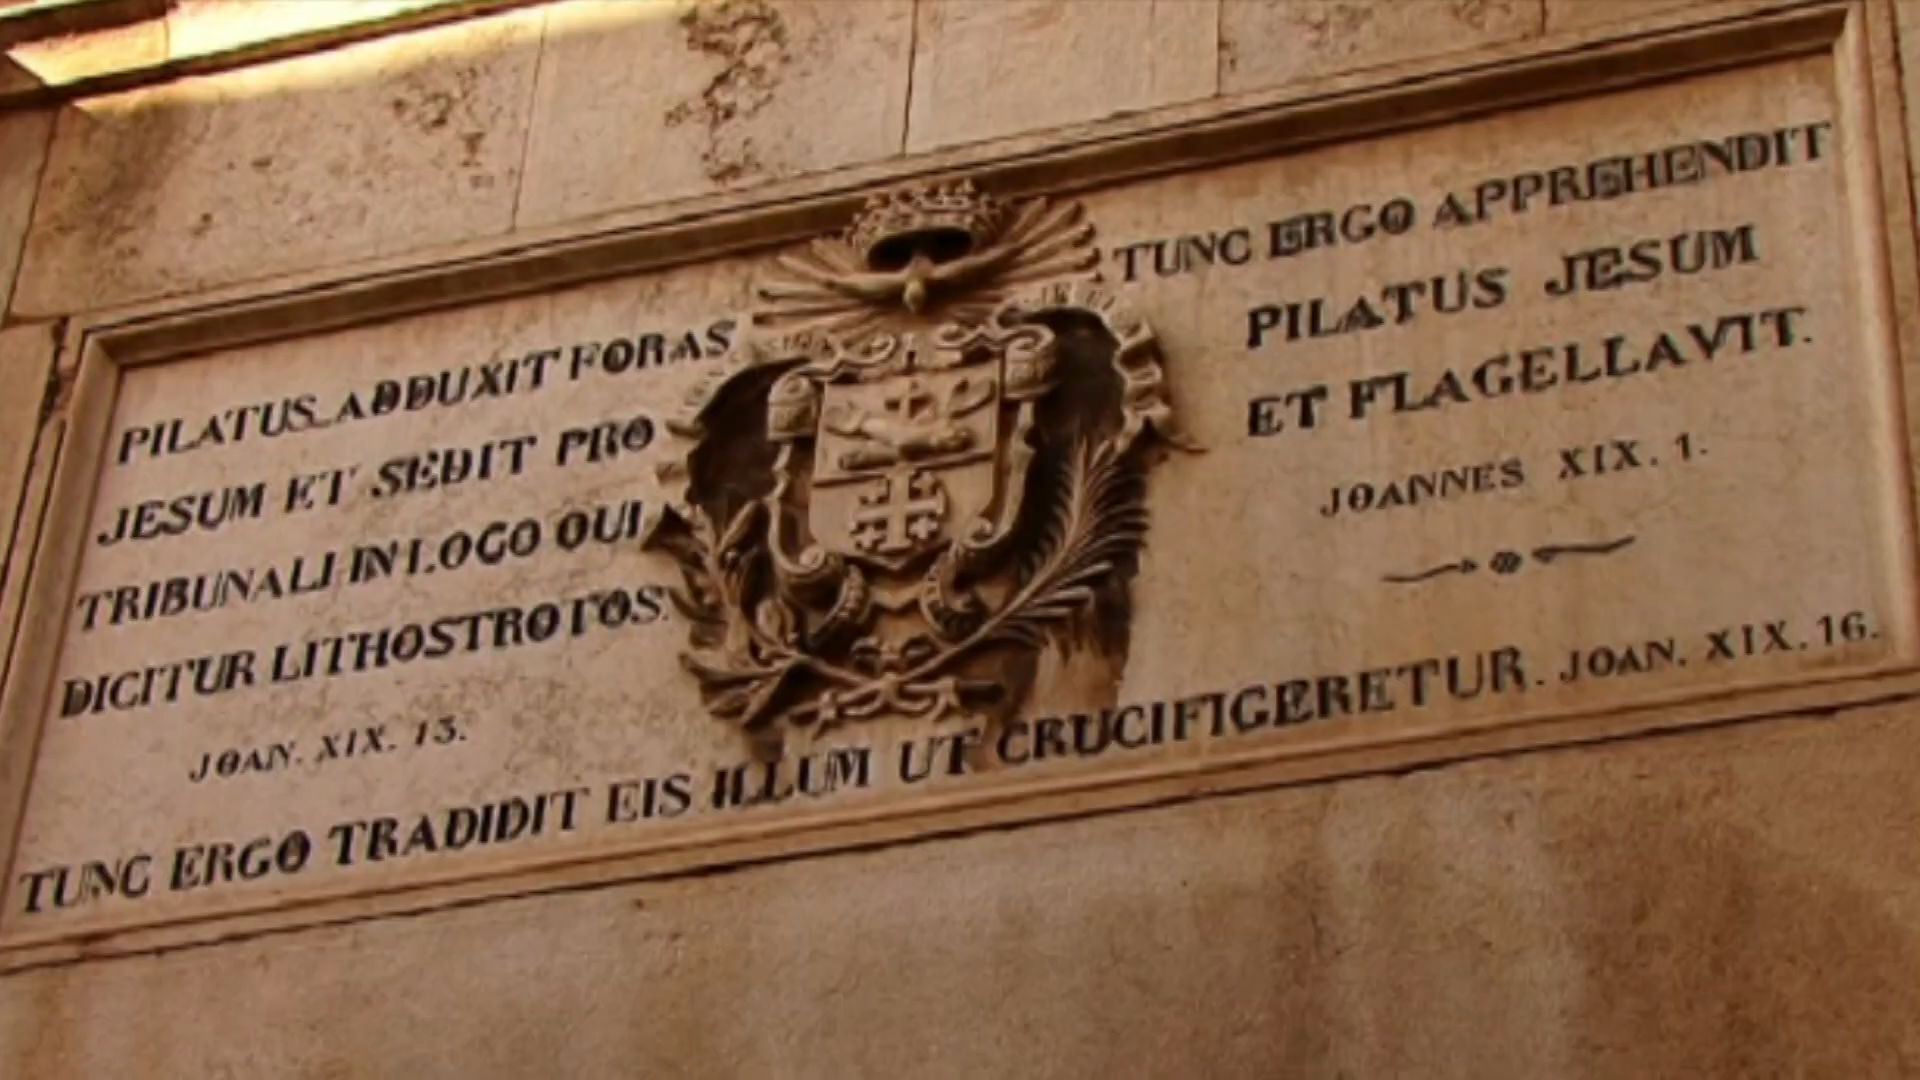 PILATUS ADDUXIT FORAS
JESUM ET SEDIT PRO
TRIBUNALI IN LOCO QUI
DICITUR LITHOSTROTOS.
JOAN. XIX. 13.
TUNC ERGO APPREHENDIT
PILATUS JESUM
ET FLAGELLAVIT.
JOANNES XIX. 1.
TUNC ERGO TRADIDIT EIS ILLUM UT CRUCIFIGERETUR. JOAN. XIX. 16.